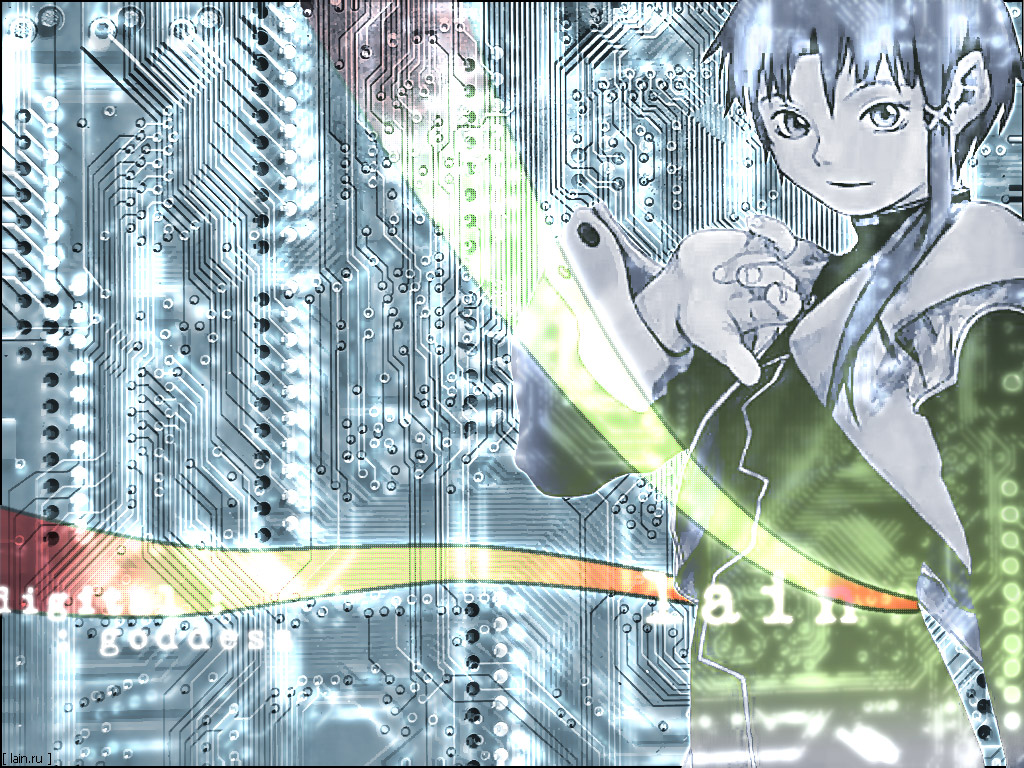 digital :
: goddess
lain
[ lain.ru ]